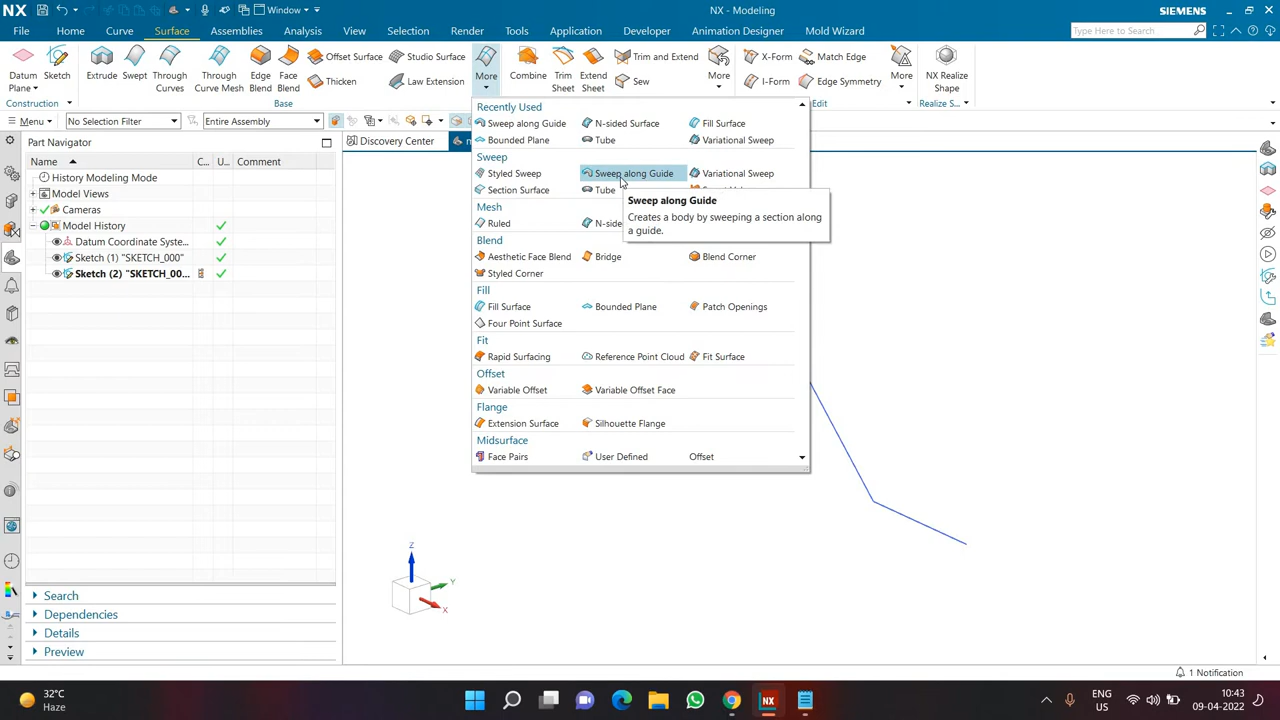 NX Window NX - Modeling SIEMENS
File Home Curve Surface Assemblies Analysis View Selection Render Tools Application Developer Animation Designer Mold Wizard Type Here to Search
Datum Plane Sketch Extrude Swept Through Curves Through Curve Mesh Edge Blend Face Blend Offset Surface Thicken Studio Surface Law Extension More Combine Trim Sheet Extend Sheet Trim and Extend Sew More X-Form I-Form Match Edge Edge Symmetry More NX Realize Shape
Construction Base Edit Realize S...
Menu No Selection Filter Entire Assembly
Part Navigator
Name C... U... Comment
History Modeling Mode
Model Views
Cameras
Model History
Datum Coordinate Syste...
Sketch (1) "SKETCH_000"
Sketch (2) "SKETCH_00...
Search
Dependencies
Details
Preview
Discovery Center
Recently Used
Sweep along Guide N-sided Surface Fill Surface
Bounded Plane Tube Variational Sweep
Sweep
Styled Sweep Sweep along Guide Variational Sweep
Section Surface Tube
Sweep along Guide
Creates a body by sweeping a section along
a guide.
Mesh
Ruled N-side
Blend
Aesthetic Face Blend Bridge Blend Corner
Styled Corner
Fill
Fill Surface Bounded Plane Patch Openings
Four Point Surface
Fit
Rapid Surfacing Reference Point Cloud Fit Surface
Offset
Variable Offset Variable Offset Face
Flange
Extension Surface Silhouette Flange
Midsurface
Face Pairs User Defined Offset
Z
Y
X
1 Notification
32°C
Haze
NX
ENG
US
10:43
09-04-2022